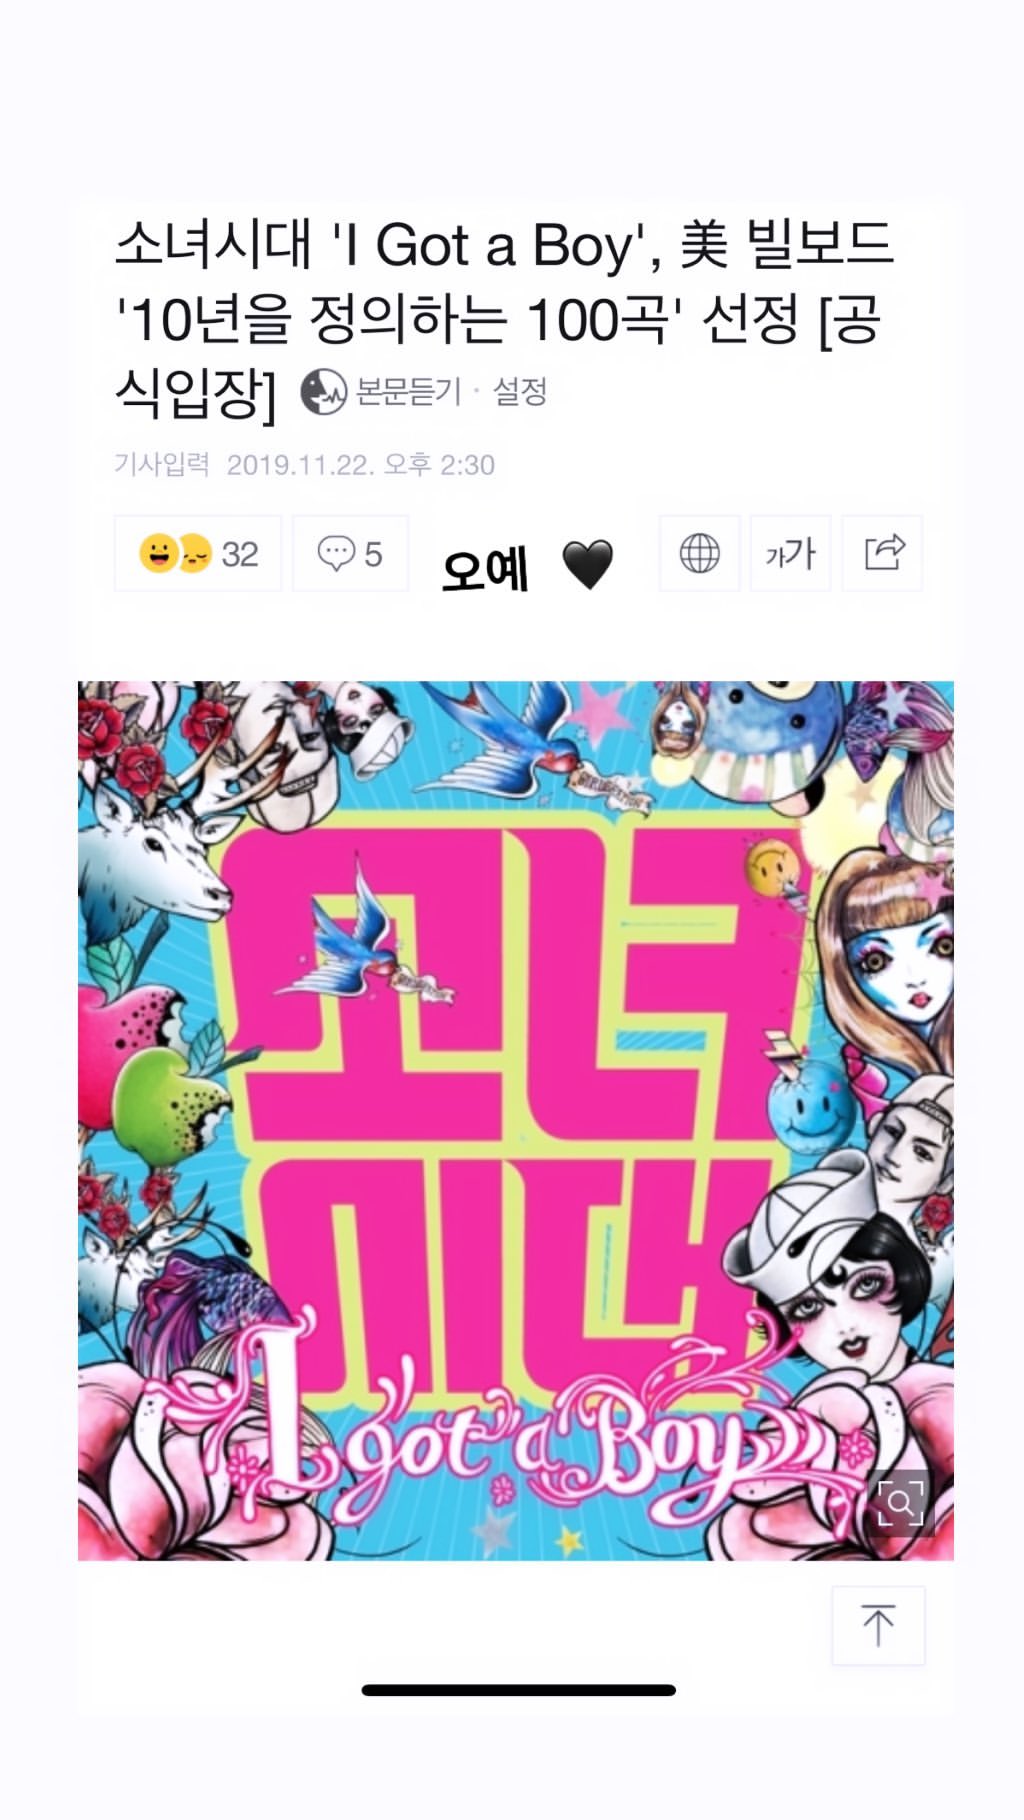 소녀시대 'I Got a Boy', 美 빌보드
'10년을 정의하는 100곡' 선정 [공
식입장] 본문듣기 · 설정
기사입력 2019.11.22. 오후 2:30
32 5 오예 🖤 가가
소녀
시대
I got a Boy